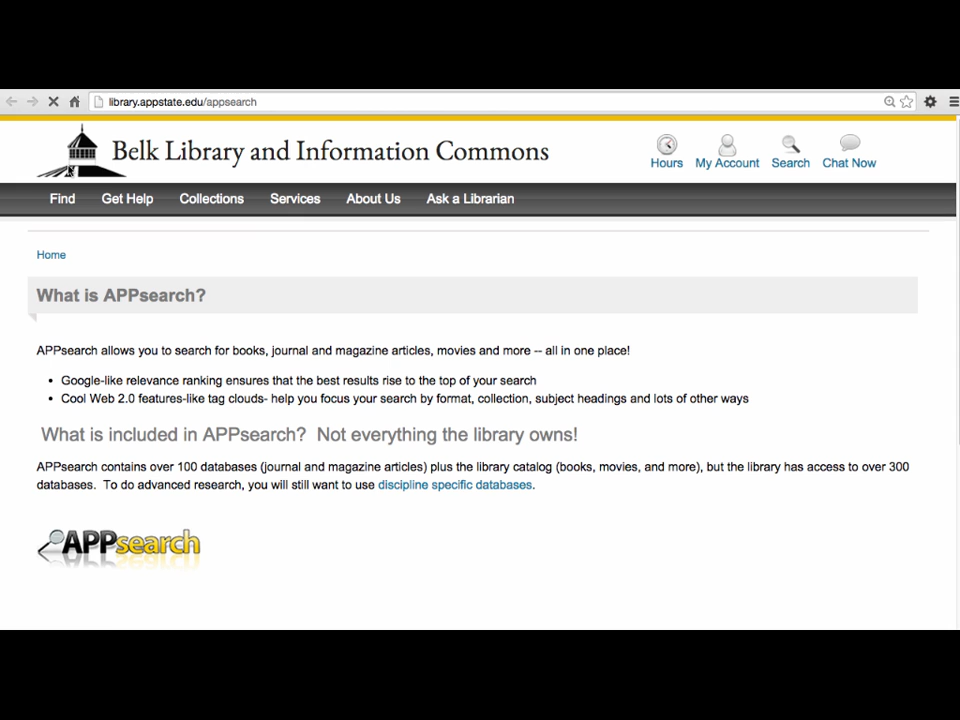 library.appstate.edu/appsearch
Belk Library and Information Commons
Hours My Account Search Chat Now
Find Get Help Collections Services About Us Ask a Librarian
Home
What is APPsearch?
APPsearch allows you to search for books, journal and magazine articles, movies and more -- all in one place!
• Google-like relevance ranking ensures that the best results rise to the top of your search
• Cool Web 2.0 features-like tag clouds- help you focus your search by format, collection, subject headings and lots of other ways
What is included in APPsearch? Not everything the library owns!
APPsearch contains over 100 databases (journal and magazine articles) plus the library catalog (books, movies, and more), but the library has access to over 300
databases. To do advanced research, you will still want to use discipline specific databases.
APPsearch